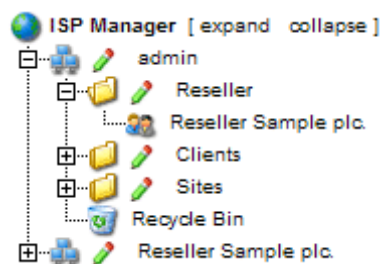 ISP Manager [ expand collapse ]
admin
Reseller
Reseller Sample plc.
Clients
Sites
Recycle Bin
Reseller Sample plc.